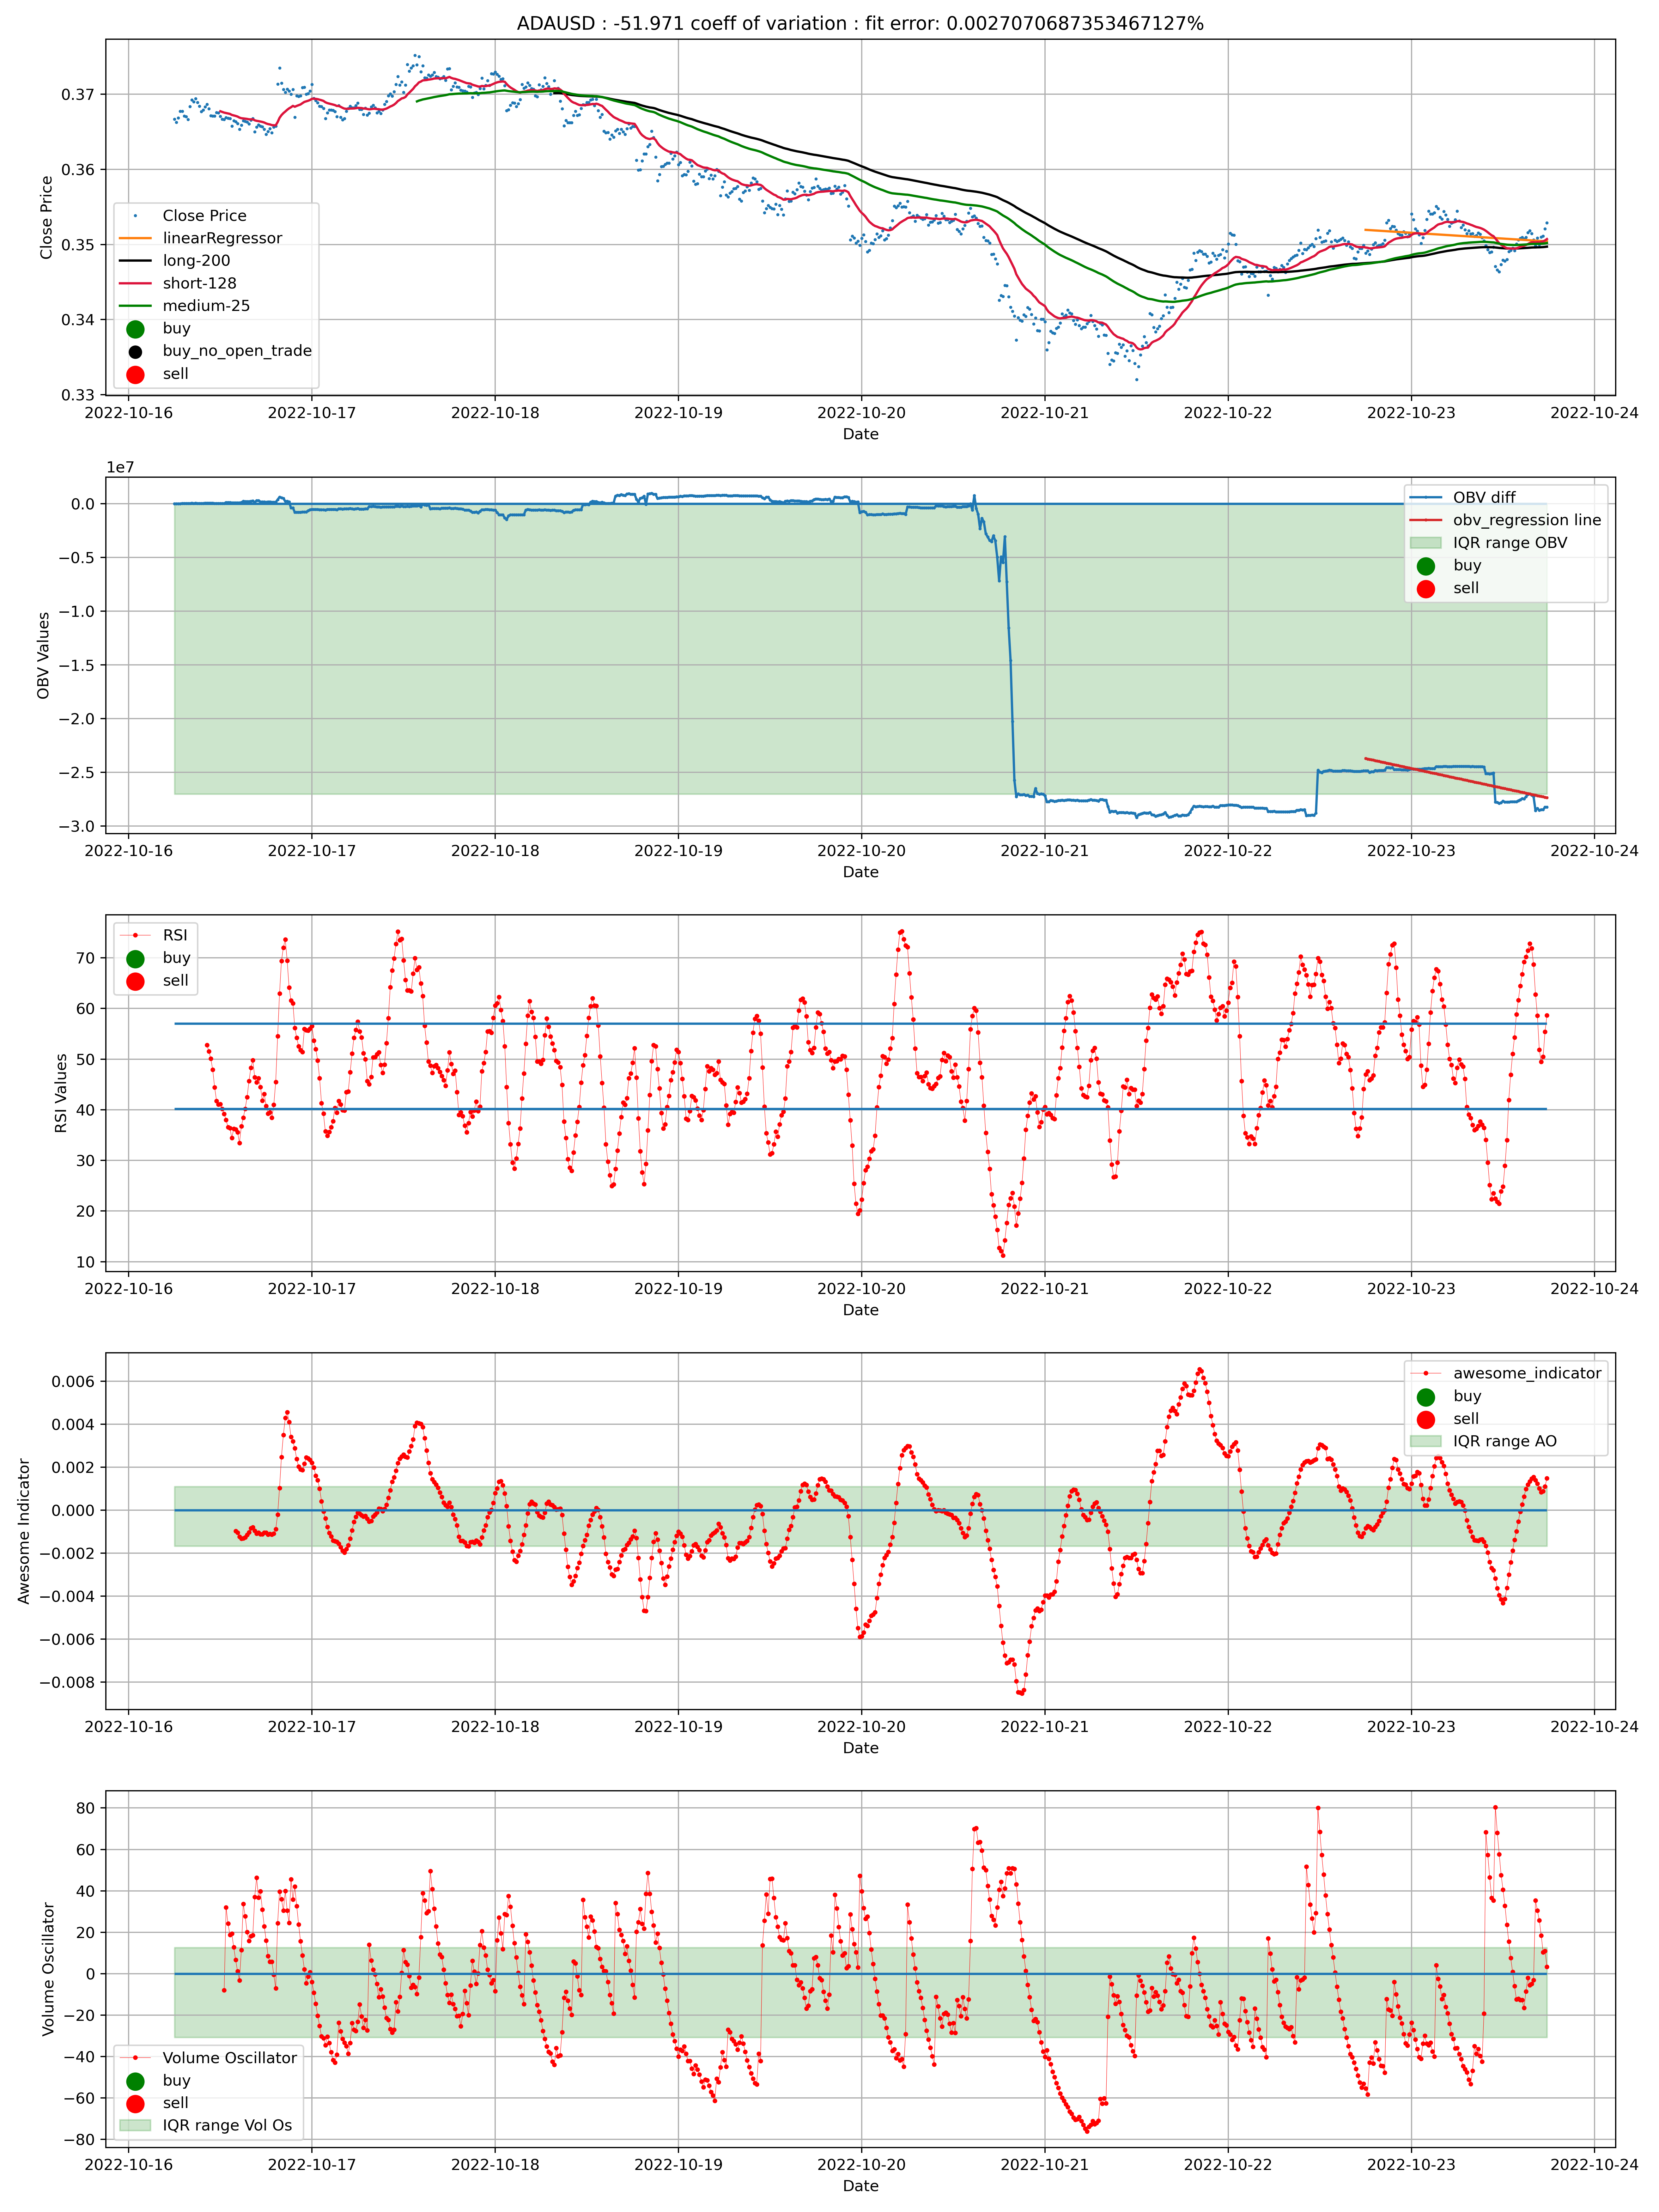 ADAUSD : -51.971 coeff of variation : fit error: 0.0027070687353467127%
Close Price
0.37
0.36
0.35
0.34
0.33
Close Price
linearRegressor
long-200
short-128
medium-25
buy
buy_no_open_trade
sell
2022-10-16 2022-10-17 2022-10-18 2022-10-19 2022-10-20 2022-10-21 2022-10-22 2022-10-23 2022-10-24
Date
1e7
OBV Values
0.0
−0.5
−1.0
−1.5
−2.0
−2.5
−3.0
OBV diff
obv_regression line
IQR range OBV
buy
sell
2022-10-16 2022-10-17 2022-10-18 2022-10-19 2022-10-20 2022-10-21 2022-10-22 2022-10-23 2022-10-24
Date
RSI Values
70
60
50
40
30
20
10
RSI
buy
sell
2022-10-16 2022-10-17 2022-10-18 2022-10-19 2022-10-20 2022-10-21 2022-10-22 2022-10-23 2022-10-24
Date
Awesome Indicator
0.006
0.004
0.002
0.000
−0.002
−0.004
−0.006
−0.008
awesome_indicator
buy
sell
IQR range AO
2022-10-16 2022-10-17 2022-10-18 2022-10-19 2022-10-20 2022-10-21 2022-10-22 2022-10-23 2022-10-24
Date
Volume Oscillator
80
60
40
20
0
−20
−40
−60
−80
Volume Oscillator
buy
sell
IQR range Vol Os
2022-10-16 2022-10-17 2022-10-18 2022-10-19 2022-10-20 2022-10-21 2022-10-22 2022-10-23 2022-10-24
Date